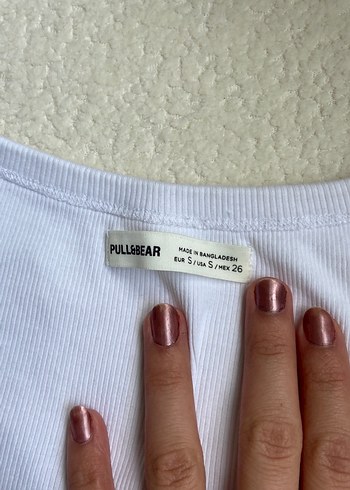 PULL&BEAR
MADE IN BANGLADESH
EUR S / USA S / MEX 26